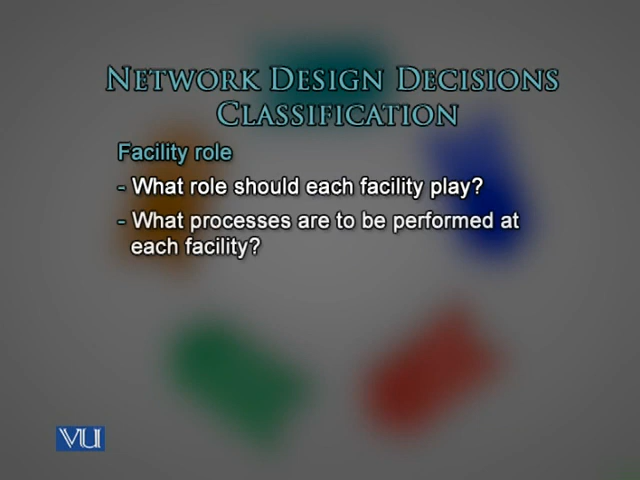 NETWORK DESIGN DECISIONS
CLASSIFICATION
Facility role
- What role should each facility play?
- What processes are to be performed at
each facility?
VU